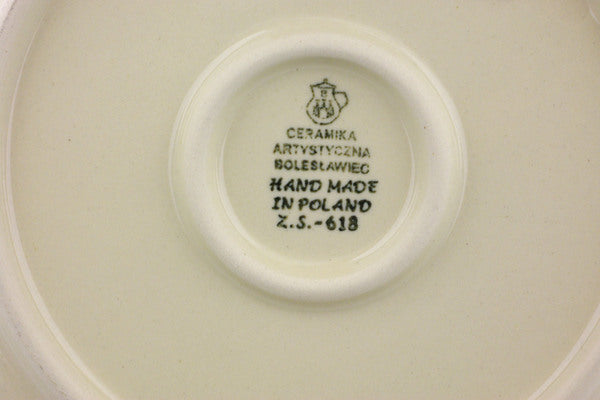 CERAMIKA
ARTYSTYCZNA
BOLESŁAWIEC
HAND MADE
IN POLAND
Z.S.-618